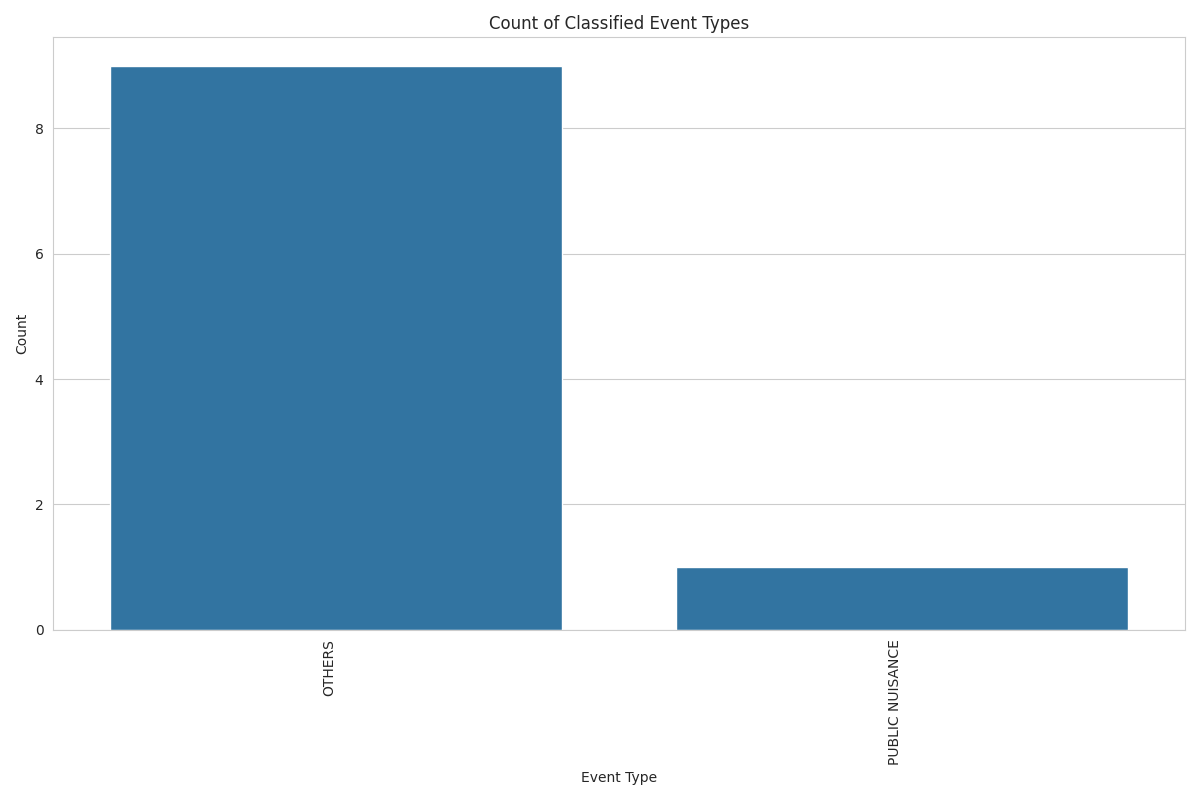 Count of Classified Event Types
Count
8
6
4
2
0
OTHERS
PUBLIC NUISANCE
Event Type